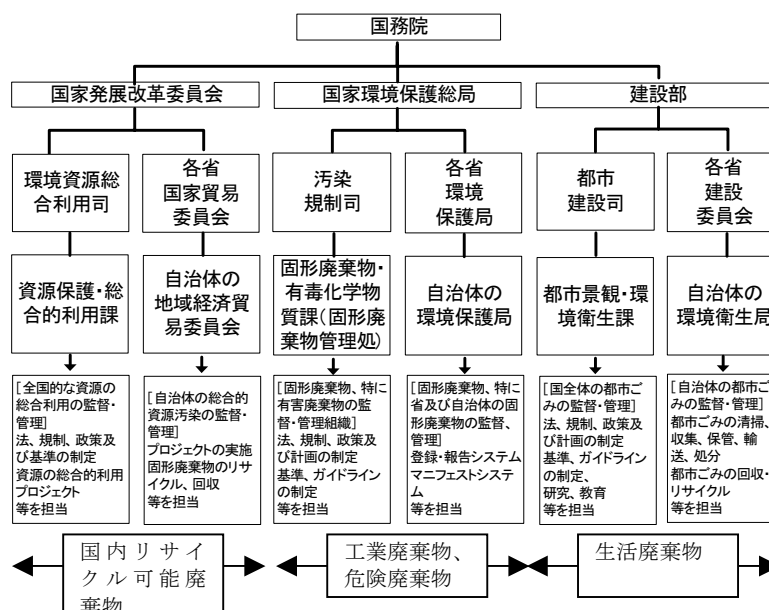 国務院
国家発展改革委員会
国家環境保護総局
建設部
環境資源総
合利用司
各省
国家貿易
委員会
汚染
規制司
各省
環境
保護局
都市
建設司
各省
建設
委員会
資源保護・総
合的利用課
自治体の
地域経済貿
易委員会
固形廃棄物・
有毒化学物
質課(固形廃
棄物管理処)
自治体の
環境保護局
都市景観・環
境衛生課
自治体の
環境衛生局
[全国的な資源の
総合利用の監督・
管理]
法、規制、政策及
び基準の制定
資源の総合的利用
プロジェクト
等を担当
[自治体の総合的
資源汚染の監督・
管理]
プロジェクトの実施
固形廃棄物のリサ
イクル、回収
等を担当
[固形廃棄物、特に
有害廃棄物の監
督・管理組織]
法、規制、政策及
び計画の制定
基準、ガイドライン
の制定
等を担当
[固形廃棄物、特に
省及び自治体の固
形廃棄物の監督、
管理]
登録・報告システム
マニフェストシステ
ム
等を担当
[国全体の都市ご
みの監督・管理]
法、規制、政策及
び計画の制定
基準、ガイドライン
の制定、
研究、教育
等を担当
[自治体の都市ご
みの監督・管理]
都市ごみの清掃、
収集、保管、輸
送、処分
都市ごみの回収・
リサイクル
等を担当
国内リサイ
クル可能廃
棄物
工業廃棄物、
危険廃棄物
生活廃棄物